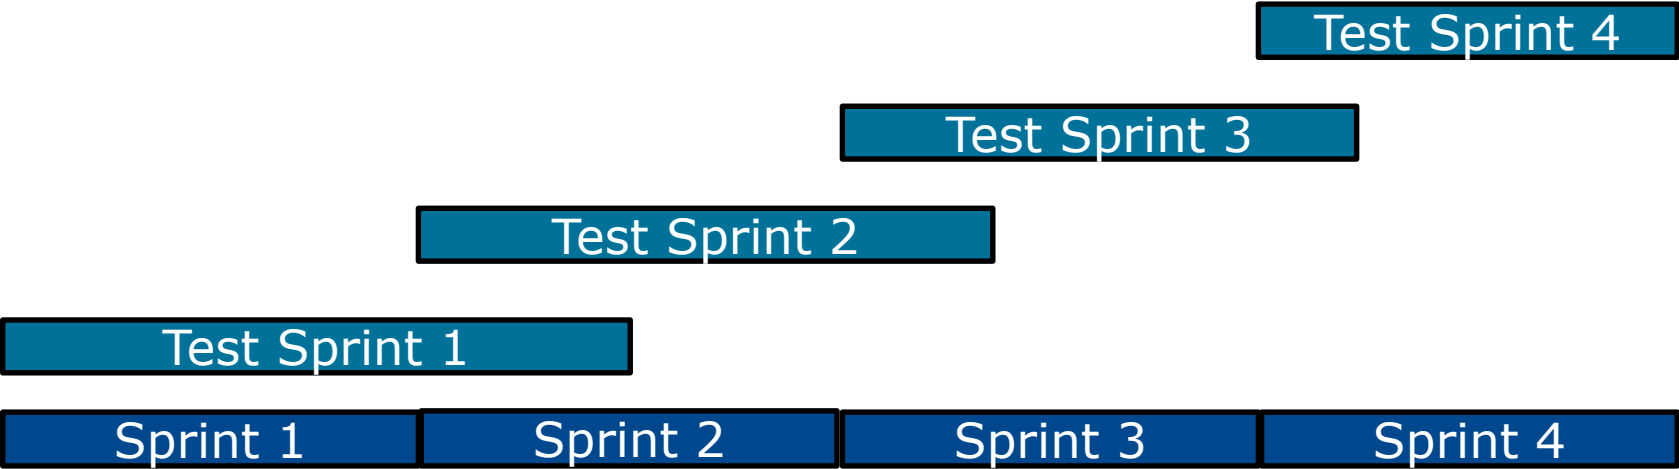 Test Sprint 4
Test Sprint 3
Test Sprint 2
Test Sprint 1
Sprint 1
Sprint 2
Sprint 3
Sprint 4